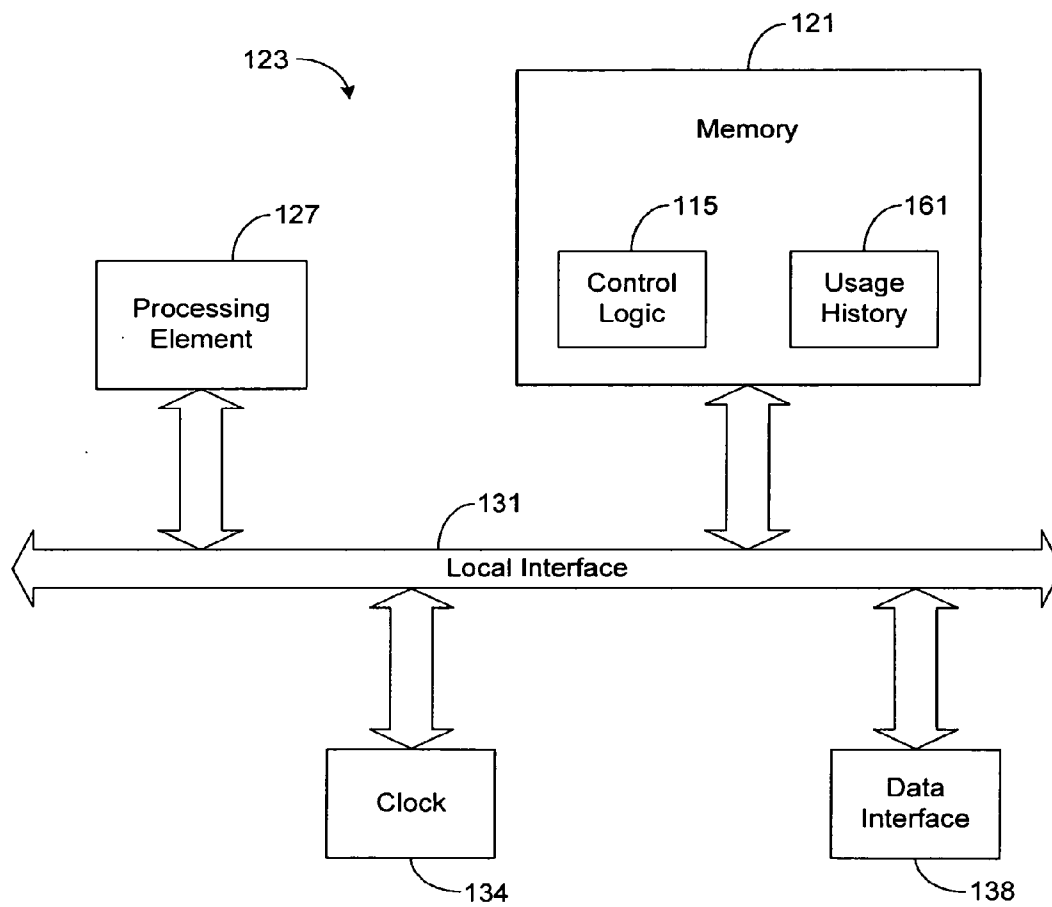 121
123
Memory
127
115
161
Processing
Element
Control
Logic
Usage
History
131
Local Interface
Clock
Data
Interface
134
138